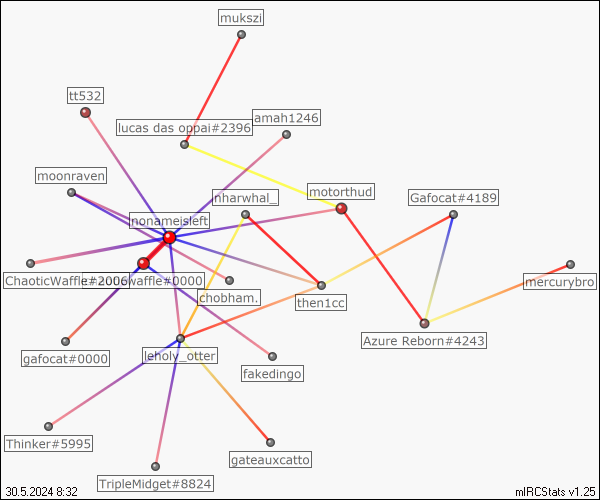 mukszi
tt532
lucas das oppai#2396
amah1246
moonraven
nharwhal_
motorthud
Gafocat#4189
nonameisleft
ChaoticWaffle#2006
waffle#0000
mercurybro
chobham.
then1cc
Azure Reborn#4243
gafocat#0000
leholy_otter
fakedingo
Thinker#5995
gateauxcatto
TripleMidget#8824
30.5.2024 8:32
mIRCStats v1.25